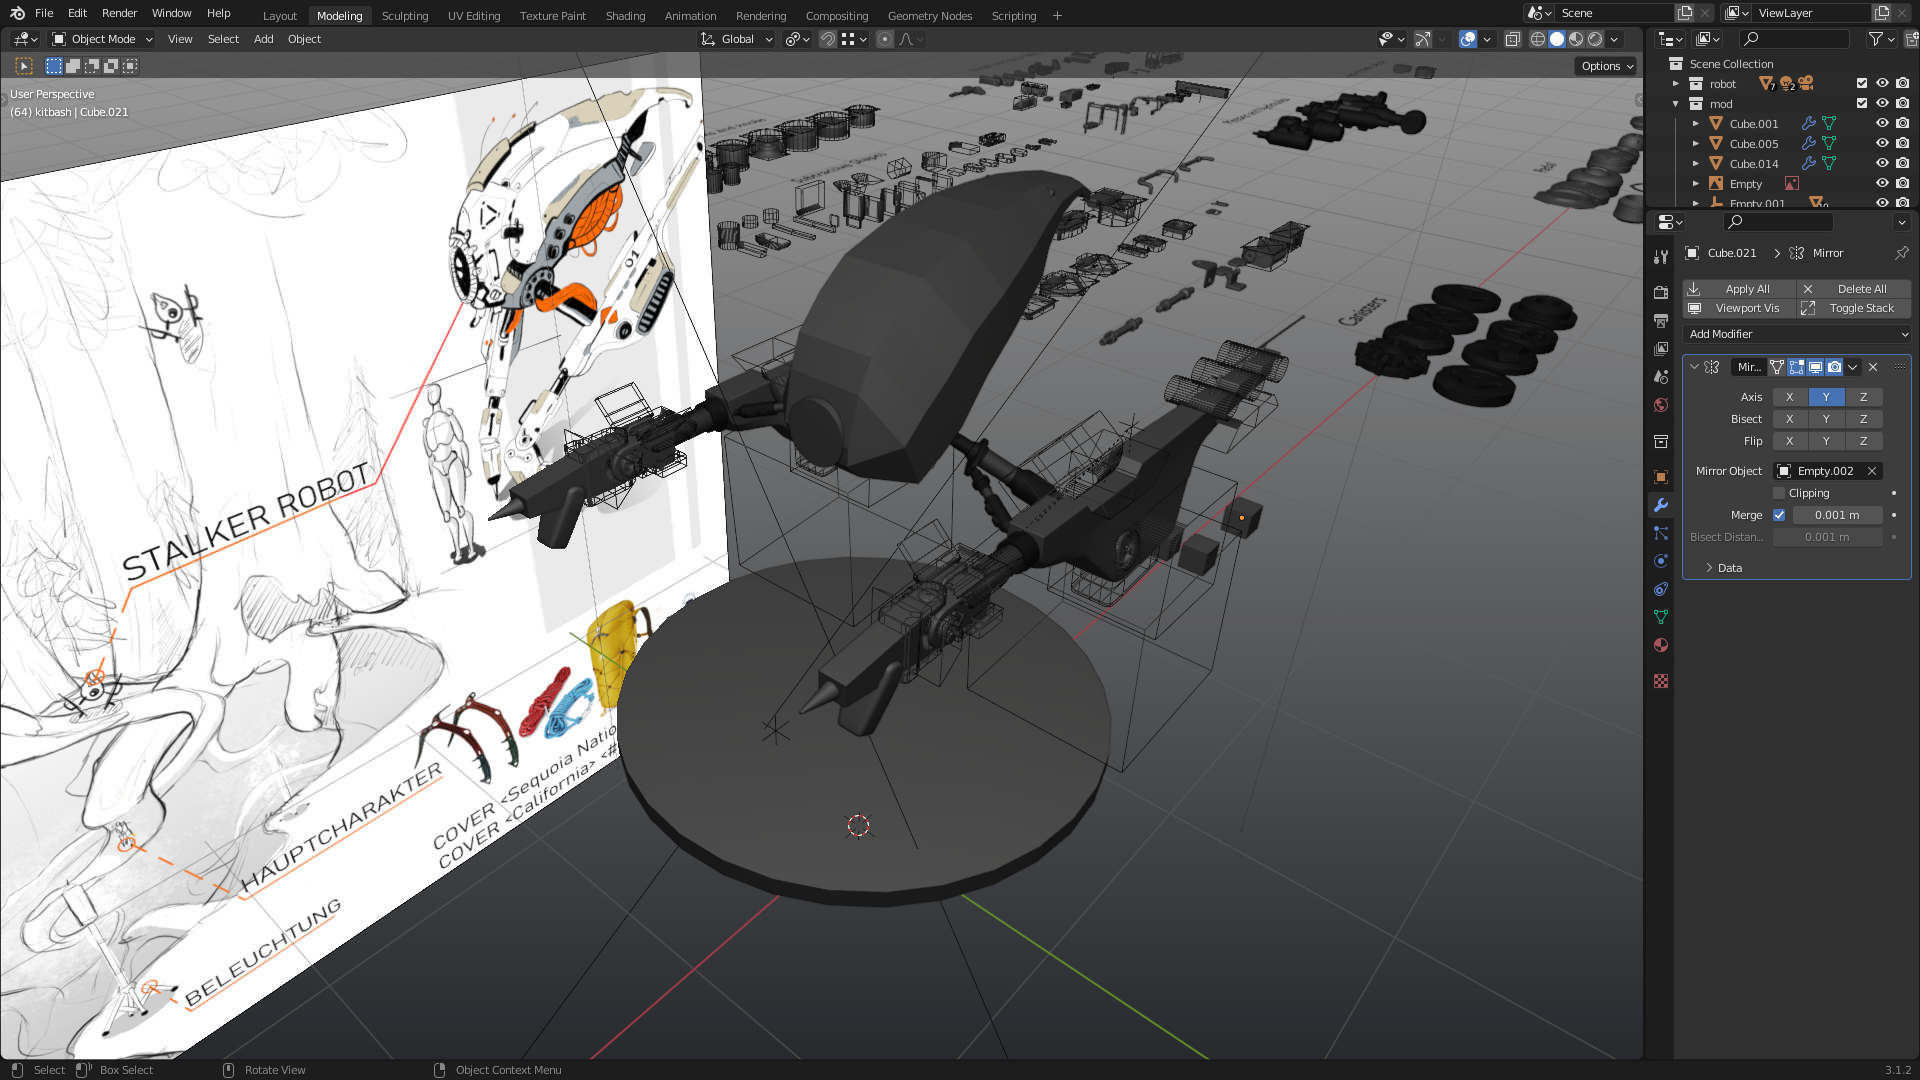 File Edit Render Window Help Layout Modeling Sculpting UV Editing Texture Paint Shading Animation Rendering Compositing Geometry Nodes Scripting +
Scene
ViewLayer
Object Mode View Select Add Object
Global
Options
User Perspective
(64) kitbash | Cube.021
STALKER ROBOT
HAUPTCHARAKTER
BELEUCHTUNG
COVER <Sequoia Natio
COVER <California> <#
Canisters
Scene Collection
robot 7 2
mod
Cube.001
Cube.005
Cube.014
Empty
Empty.001
Cube.021 > Mirror
Apply All Delete All
Viewport Vis Toggle Stack
Add Modifier
Mir...
Axis X Y Z
Bisect X Y Z
Flip X Y Z
Mirror Object Empty.002
Clipping
Merge 0.001 m
Bisect Distan... 0.001 m
Data
Select Box Select Rotate View Object Context Menu
3.1.2